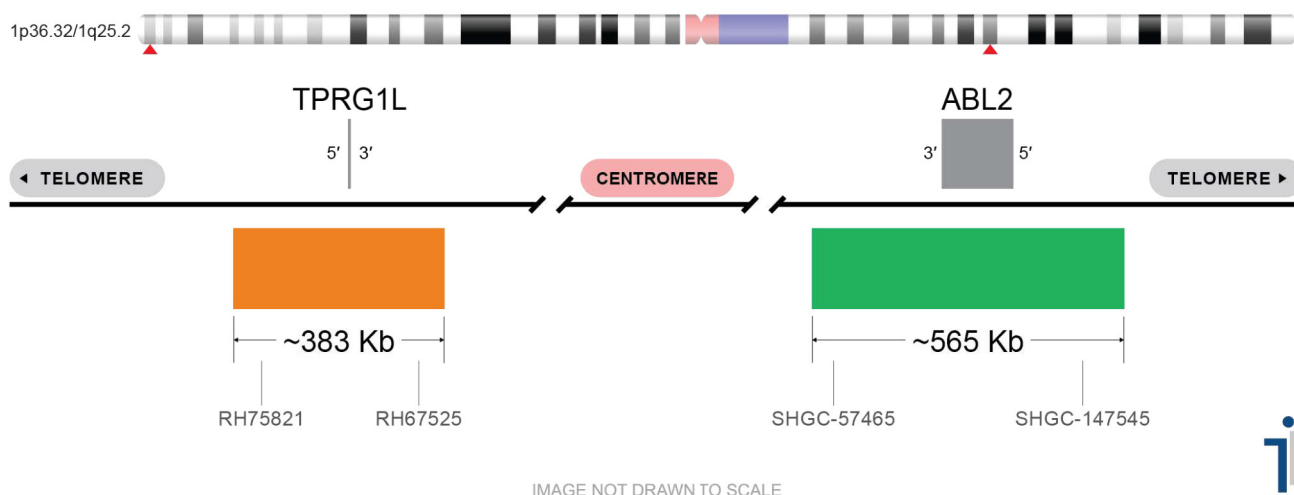 1p36.32/1q25.2
TPRG1L
ABL2
5′ 3′
3′ 5′
◄ TELOMERE
CENTROMERE
TELOMERE ►
~383 Kb
~565 Kb
RH75821
RH67525
SHGC-57465
SHGC-147545
IMAGE NOT DRAWN TO SCALE